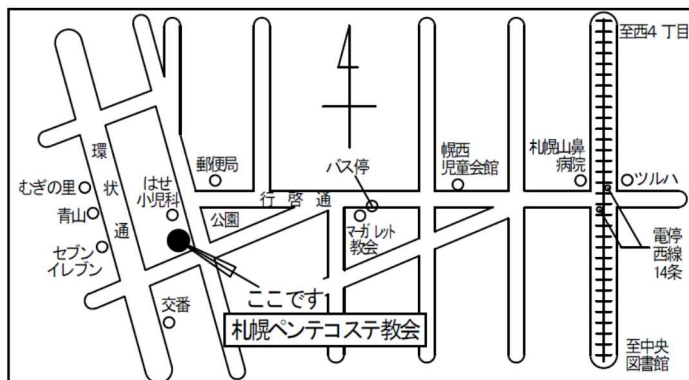 至西4丁目
環状通
郵便局
バス停
幌西
児童会館
札幌山鼻
病院
ツルハ
むぎの里
はせ
小児科
行啓通
青山
公園
マーガレット
教会
セブン
イレブン
電停
西線
14条
ここです
交番
札幌ペンテコステ教会
至中央
図書館